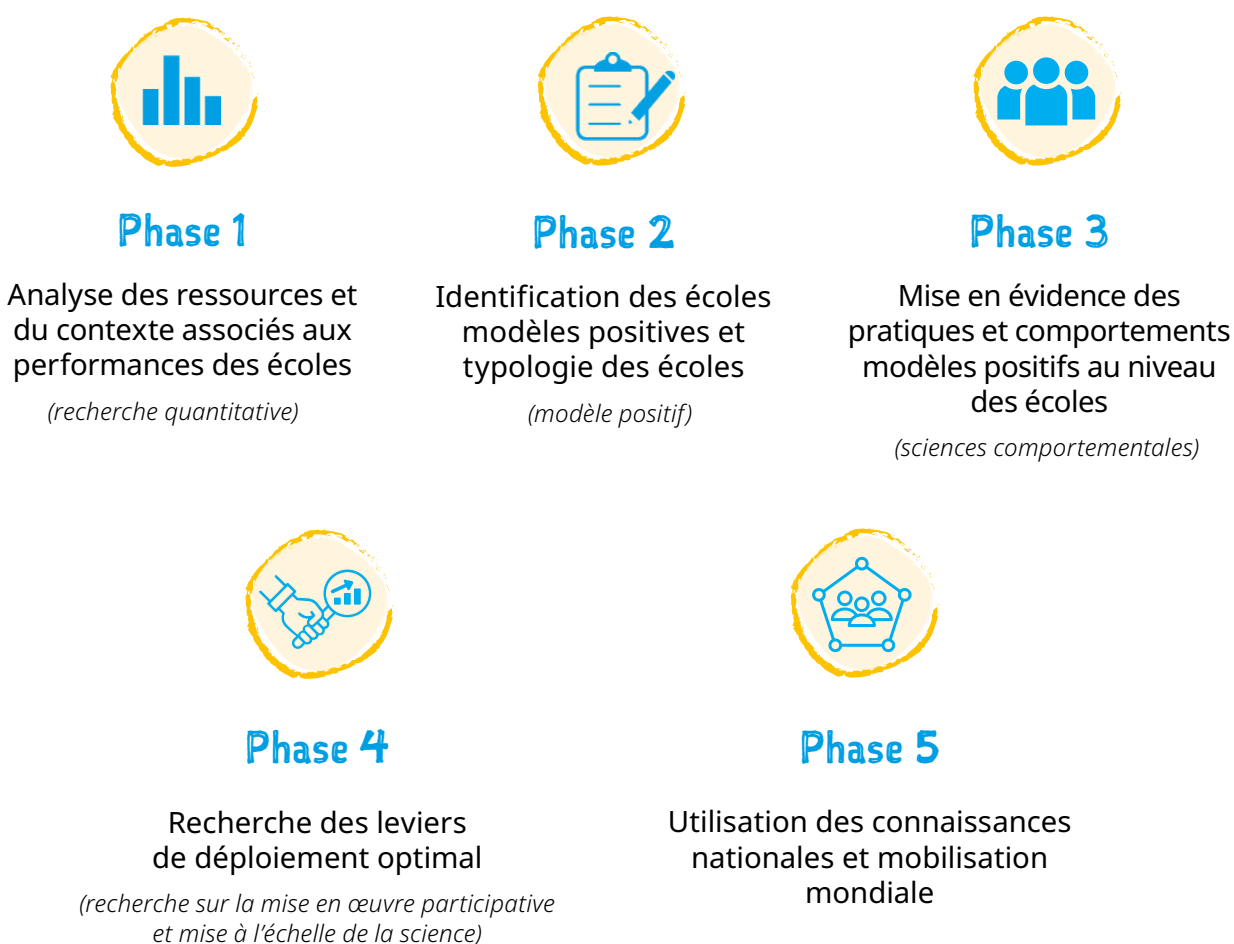 Phase 1
Analyse des ressources et
du contexte associés aux
performances des écoles
(recherche quantitative)
Phase 2
Identification des écoles
modèles positives et
typologie des écoles
(modèle positif)
Phase 3
Mise en évidence des
pratiques et comportements
modèles positifs au niveau
des écoles
(sciences comportementales)
Phase 4
Recherche des leviers
de déploiement optimal
(recherche sur la mise en œuvre participative
et mise à l’échelle de la science)
Phase 5
Utilisation des connaissances
nationales et mobilisation
mondiale